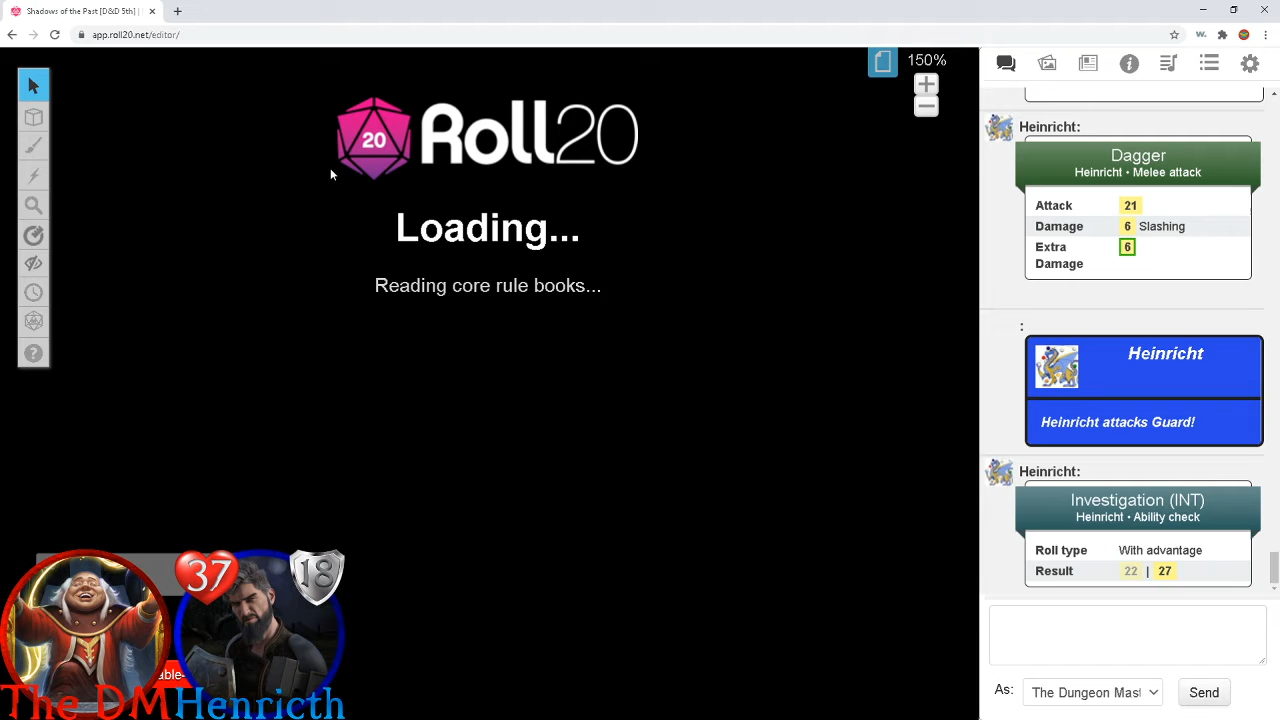 Shadows of the Past [D&D 5th] |
app.roll20.net/editor/
150%
20
Roll20
Loading...
Reading core rule books...
Heinricht:
Dagger
Heinricht • Melee attack
Attack 21
Damage 6 Slashing
Extra 6
Damage
:
Heinricht
Heinricht attacks Guard!
Heinricht:
Investigation (INT)
Heinricht • Ability check
Roll type With advantage
Result 22 | 27
As: The Dungeon Mast
Send
37
18
able-
The DM
Henricth